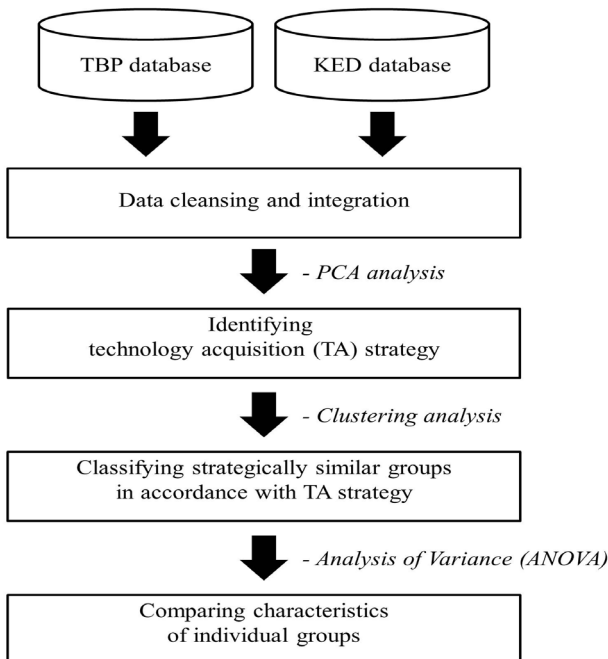 TBP database
KED database
Data cleansing and integration
- PCA analysis
Identifying
technology acquisition (TA) strategy
- Clustering analysis
Classifying strategically similar groups
in accordance with TA strategy
- Analysis of Variance (ANOVA)
Comparing characteristics
of individual groups